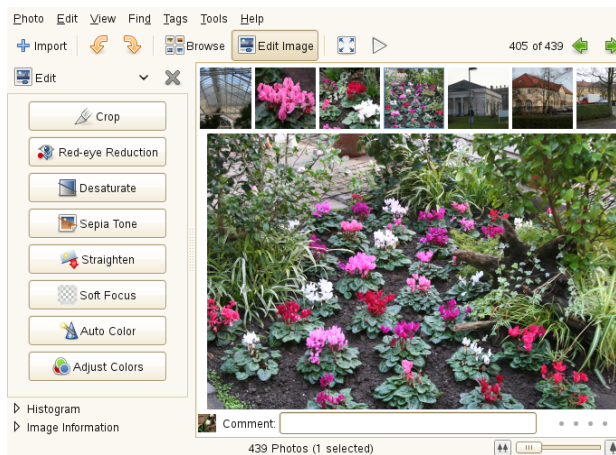 Photo Edit View Find Tags Tools Help
Import Browse Edit Image 405 of 439
Edit
Crop
Red-eye Reduction
Desaturate
Sepia Tone
Straighten
Soft Focus
Auto Color
Adjust Colors
Histogram
Image Information
Comment:
439 Photos (1 selected)